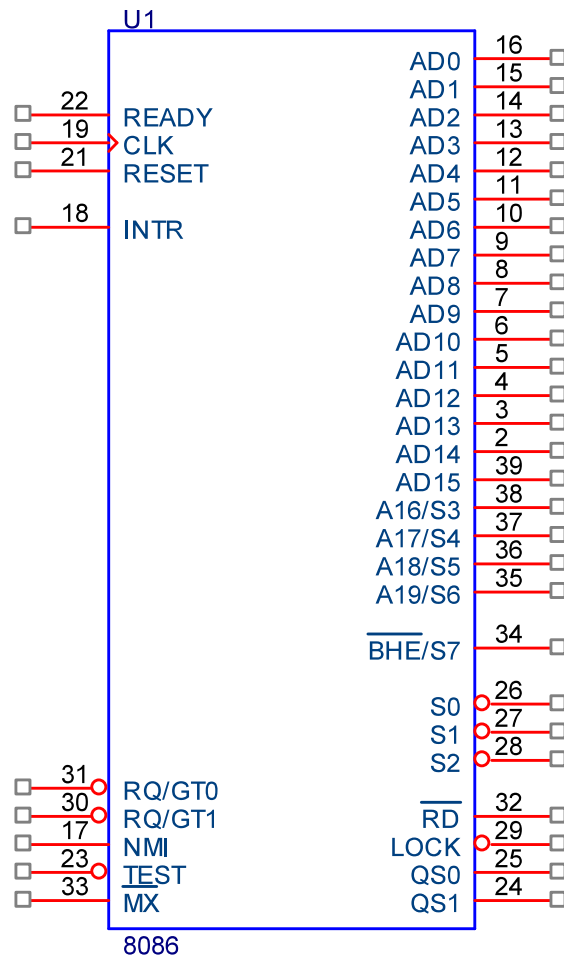 U1
22 READY
19 CLK
21 RESET
18 INTR
31 RQ/GT0
30 RQ/GT1
17 NMI
23 TEST
33 M̅X̅
AD0 16
AD1 15
AD2 14
AD3 13
AD4 12
AD5 11
AD6 10
AD7 9
AD8 8
AD9 7
AD10 6
AD11 5
AD12 4
AD13 3
AD14 2
AD15 39
A16/S3 38
A17/S4 37
A18/S5 36
A19/S6 35
B̅H̅E̅/S7 34
S0 26
S1 27
S2 28
R̅D̅ 32
LOCK 29
QS0 25
QS1 24
8086